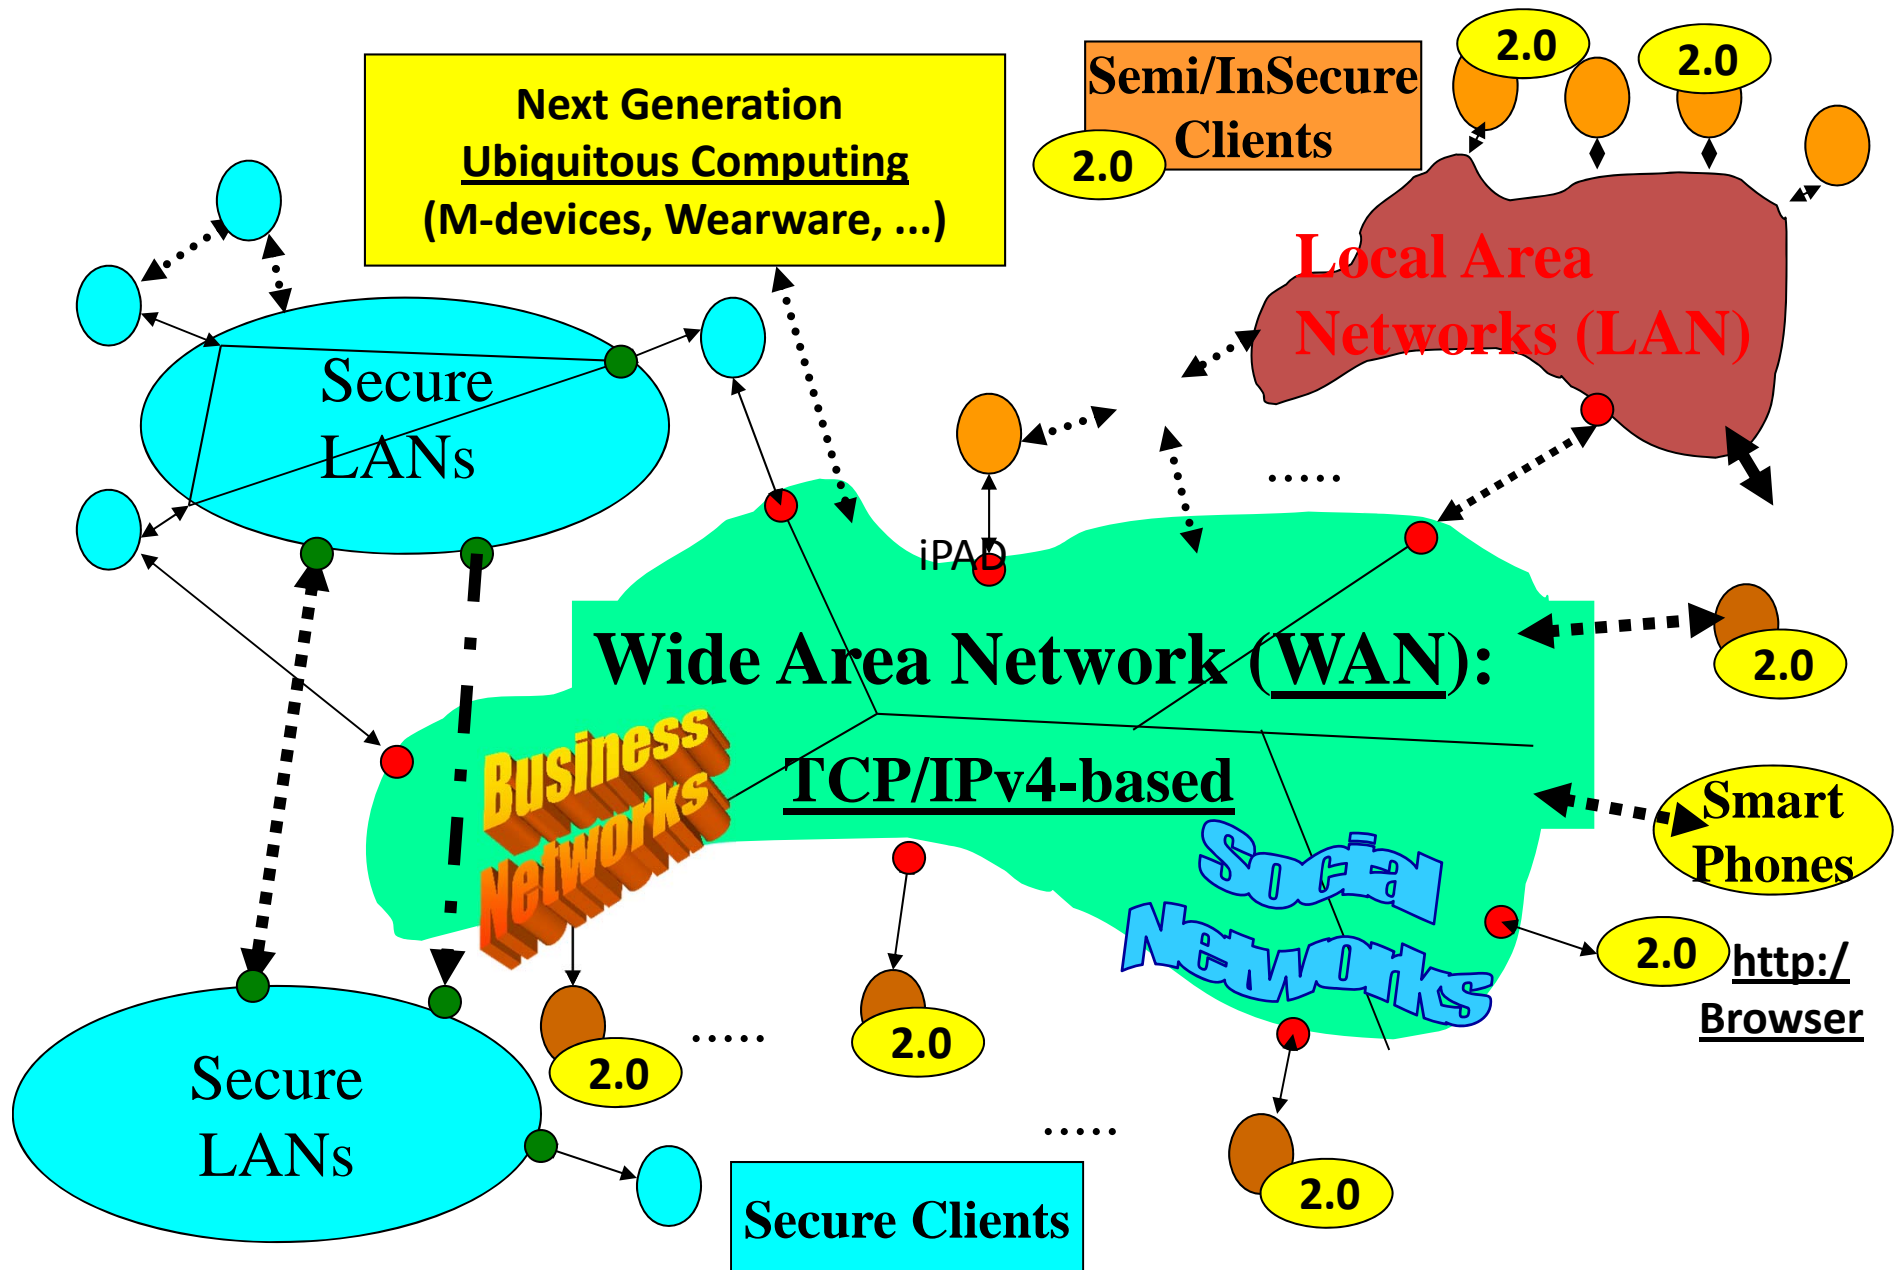 2.0
2.0
Semi/InSecure
Clients
2.0
Next Generation
Ubiquitous Computing
(M-devices, Wearware, ...)
Local Area
Networks (LAN)
Secure
LANs
.....
iPAD
Wide Area Network (WAN):
TCP/IPv4-based
2.0
Business
Networks
Smart
Phones
Social
Networks
2.0
http:/
Browser
2.0
.....
2.0
Secure
LANs
.....
2.0
Secure Clients